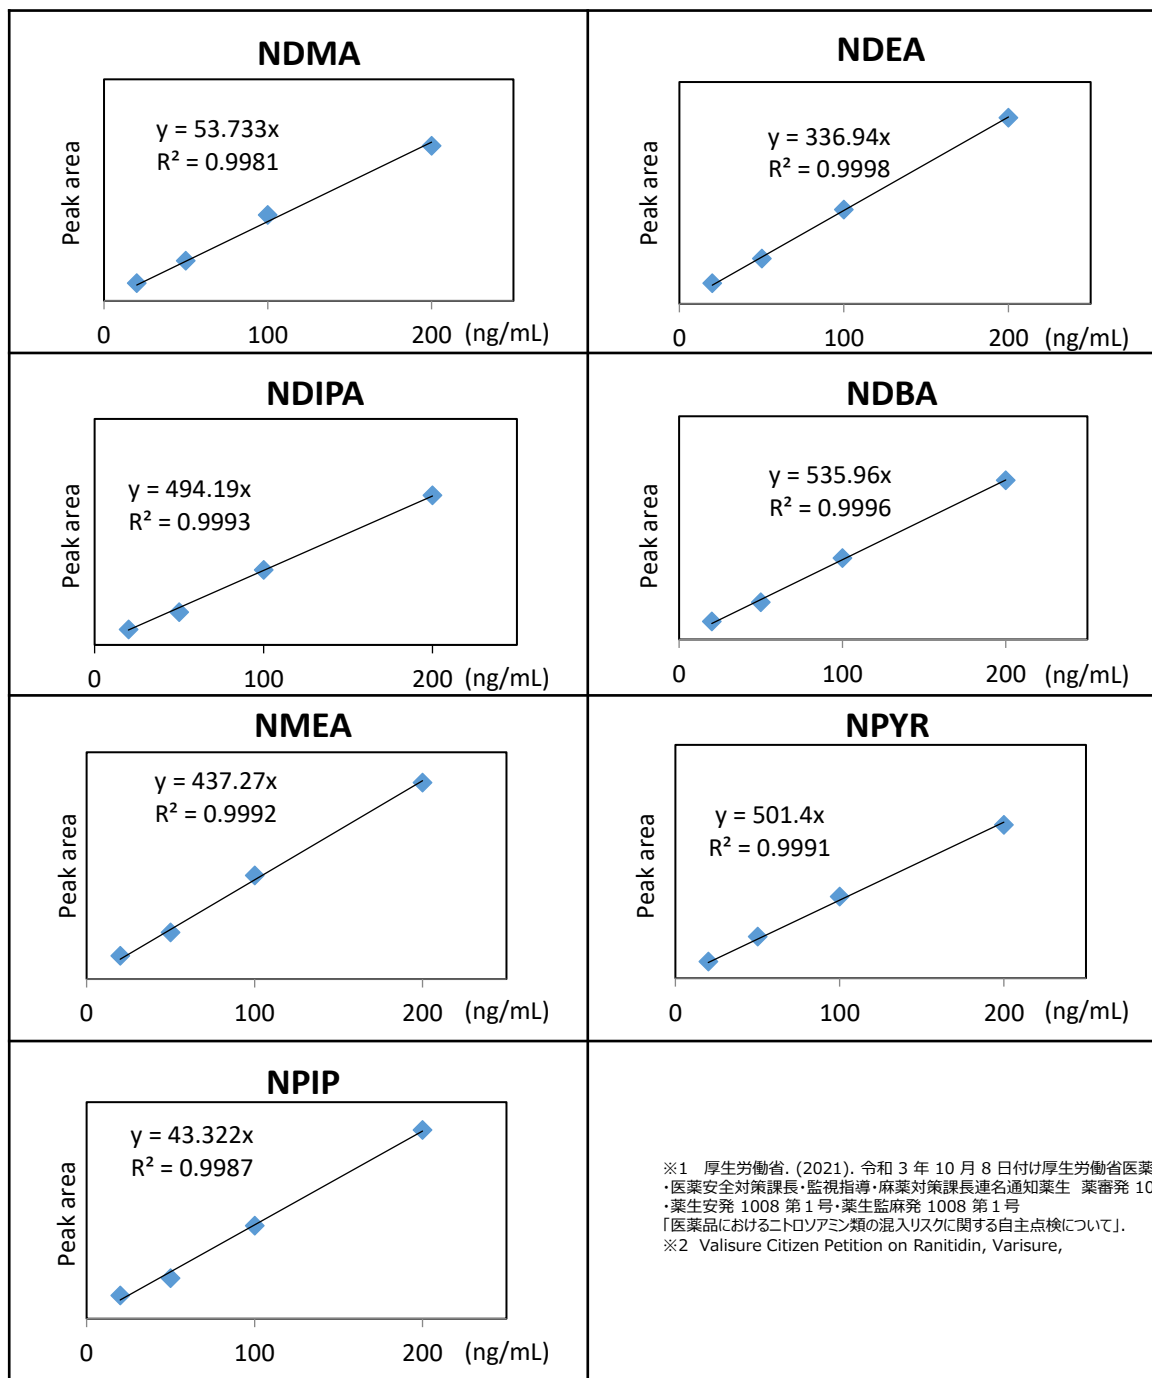 NDMA
y = 53.733x
R² = 0.9981
Peak area
0 100 200 (ng/mL)
NDEA
y = 336.94x
R² = 0.9998
Peak area
0 100 200 (ng/mL)
NDIPA
y = 494.19x
R² = 0.9993
Peak area
0 100 200 (ng/mL)
NDBA
y = 535.96x
R² = 0.9996
Peak area
0 100 200 (ng/mL)
NMEA
y = 437.27x
R² = 0.9992
Peak area
0 100 200 (ng/mL)
NPYR
y = 501.4x
R² = 0.9991
Peak area
0 100 200 (ng/mL)
NPIP
y = 43.322x
R² = 0.9987
Peak area
0 100 200 (ng/mL)
※1 厚生労働省. (2021). 令和 3 年 10 月 8 日付け厚生労働省医薬
・医薬安全対策課長・監視指導・麻薬対策課長連名通知薬生 薬審発 10
・薬生安発 1008 第 1 号・薬生監麻発 1008 第 1 号
「医薬品におけるニトロソアミン類の混入リスクに関する自主点検について」.
※2 Valisure Citizen Petition on Ranitidin, Varisure,